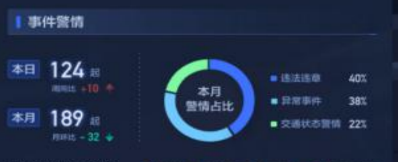 事件警情
本日 124 起
周同比 +10
本月 189 起
月环比 -32
本月
警情占比
违法违章 40%
异常事件 38%
交通状态警情 22%